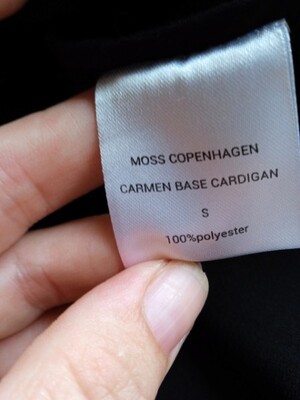 MOSS COPENHAGEN
CARMEN BASE CARDIGAN
S
100%polyester